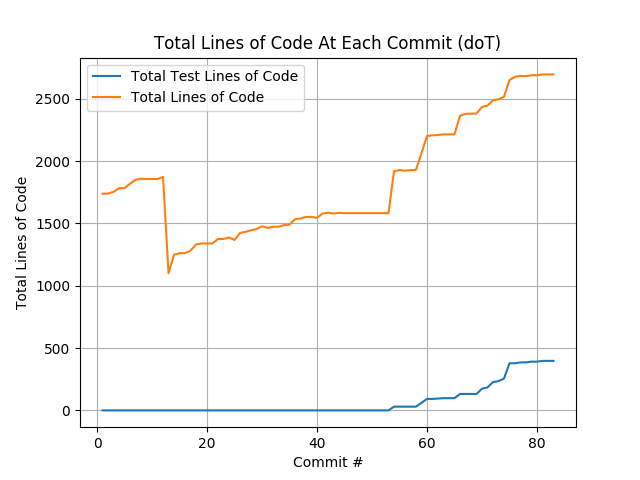 Total Lines of Code At Each Commit (doT)
Total Test Lines of Code
Total Lines of Code
Total Lines of Code
2500
2000
1500
1000
500
0
0 20 40 60 80
Commit #